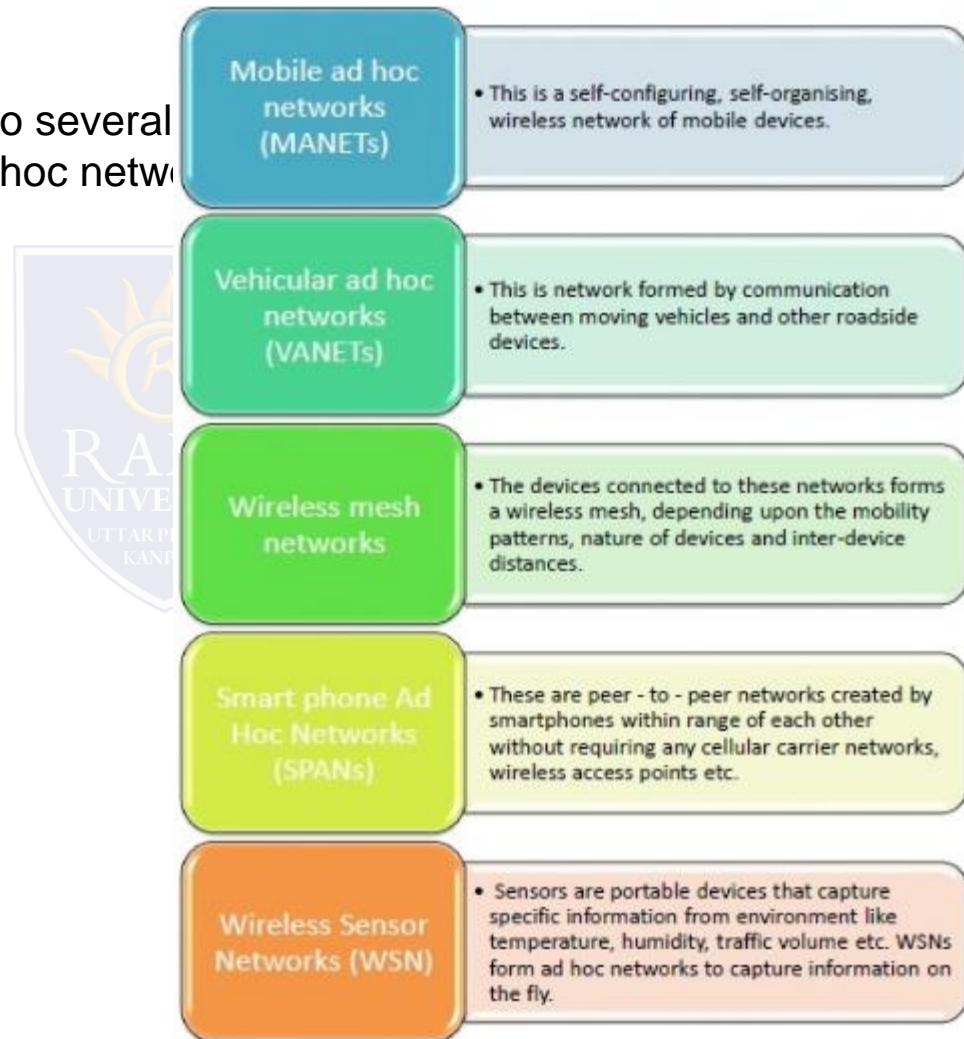 o several
hoc netw
Mobile ad hoc
networks
(MANETs)
• This is a self-configuring, self-organising,
wireless network of mobile devices.
Vehicular ad hoc
networks
(VANETs)
• This is network formed by communication
between moving vehicles and other roadside
devices.
Wireless mesh
networks
• The devices connected to these networks forms
a wireless mesh, depending upon the mobility
patterns, nature of devices and inter-device
distances.
Smart phone Ad
Hoc Networks
(SPANs)
• These are peer - to - peer networks created by
smartphones within range of each other
without requiring any cellular carrier networks,
wireless access points etc.
Wireless Sensor
Networks (WSN)
• Sensors are portable devices that capture
specific information from environment like
temperature, humidity, traffic volume etc. WSNs
form ad hoc networks to capture information on
the fly.
RA
UNIVE
UTTAR P
KAN